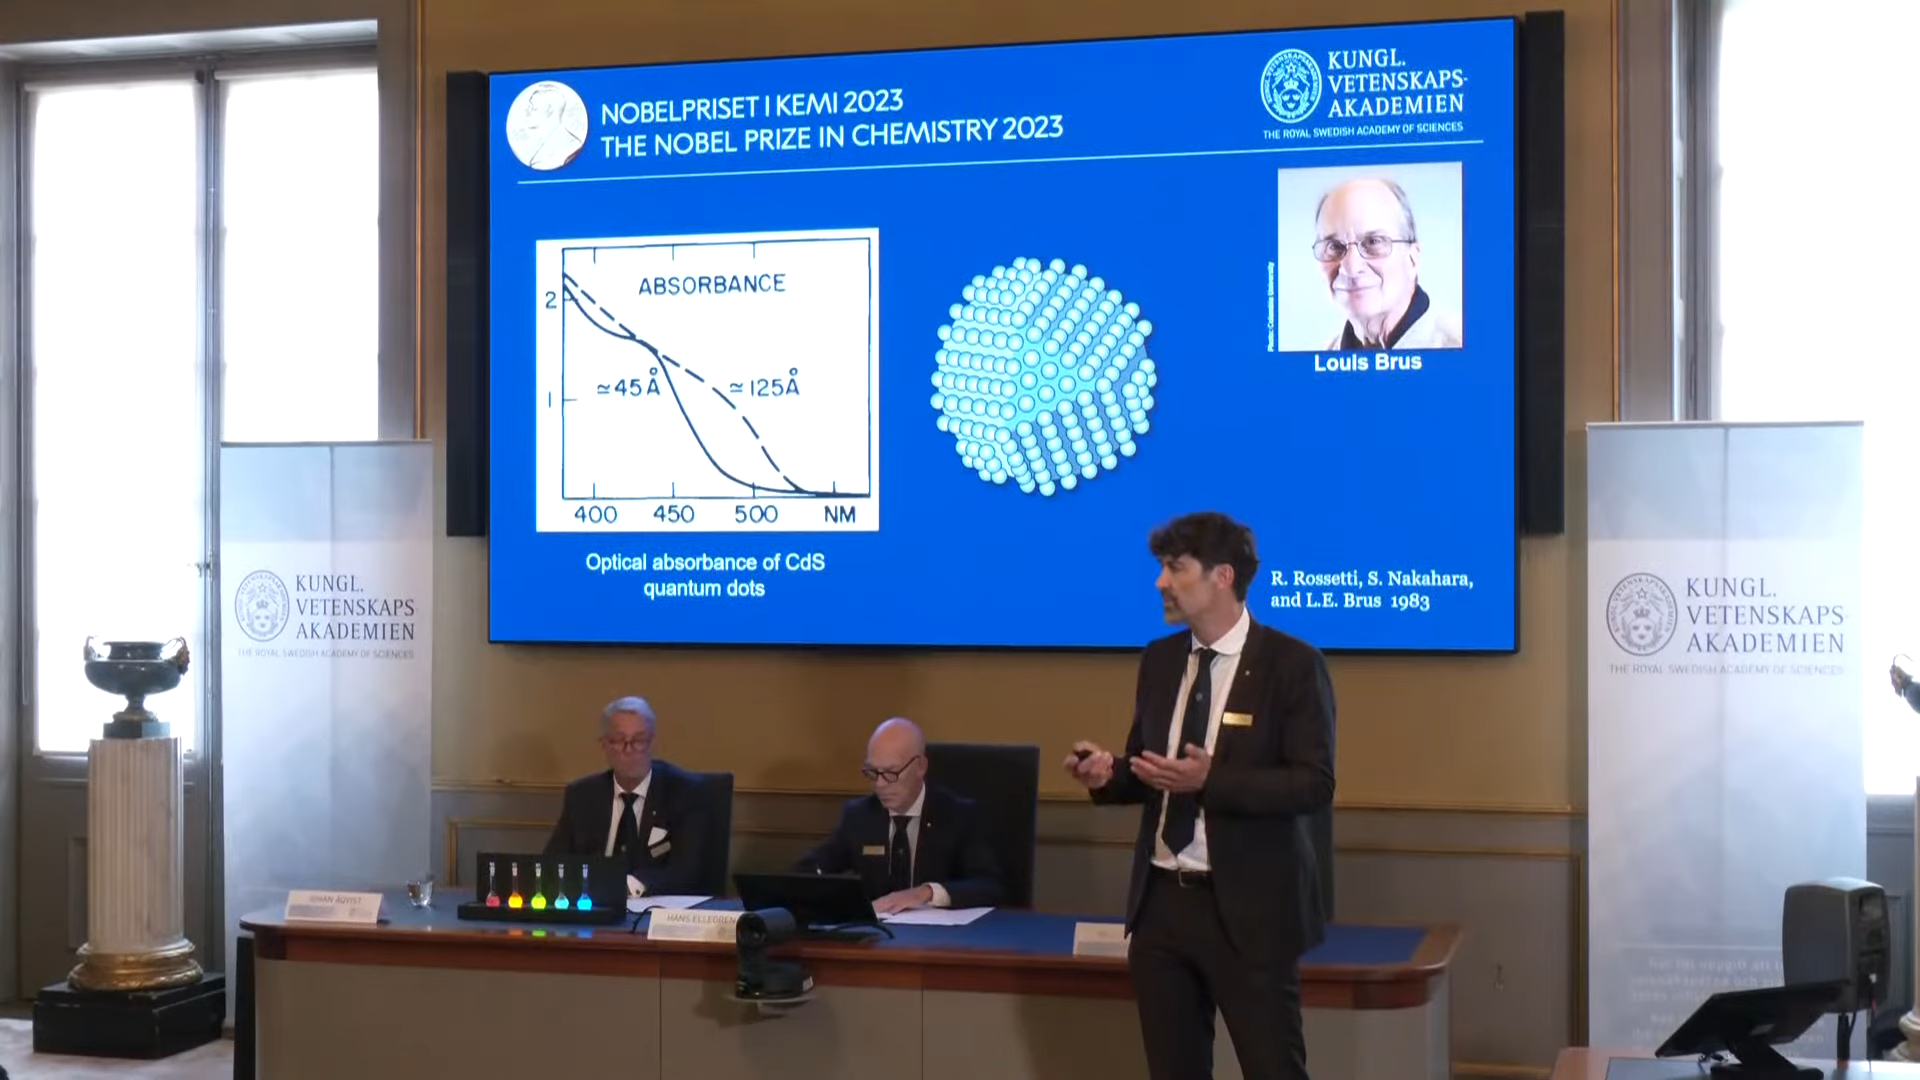 NOBELPRISET I KEMI 2023
THE NOBEL PRIZE IN CHEMISTRY 2023
KUNGL.
VETENSKAPS-
AKADEMIEN
THE ROYAL SWEDISH ACADEMY OF SCIENCES
ABSORBANCE
2
≃45Å
≃125Å
1
400 450 500 NM
Optical absorbance of CdS
quantum dots
Photo: Columbia University
Louis Brus
R. Rossetti, S. Nakahara,
and L.E. Brus 1983
KUNGL.
VETENSKAPS
AKADEMIEN
THE ROYAL SWEDISH ACADEMY OF SCIENCES
KUNGL.
VETENSKAPS-
AKADEMIEN
THE ROYAL SWEDISH ACADEMY OF SCIENCES
JOHAN ÅQVIST
HANS ELLEGREN